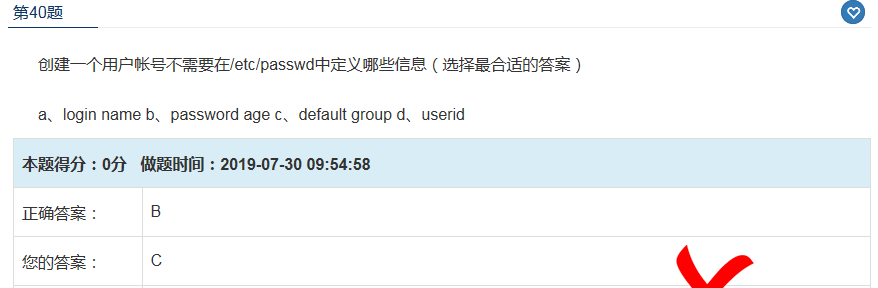 第40题
创建一个用户帐号不需要在/etc/passwd中定义哪些信息（选择最合适的答案）
a、login name b、password age c、default group d、userid
本题得分：0分 做题时间：2019-07-30 09:54:58
正确答案： B
您的答案： C